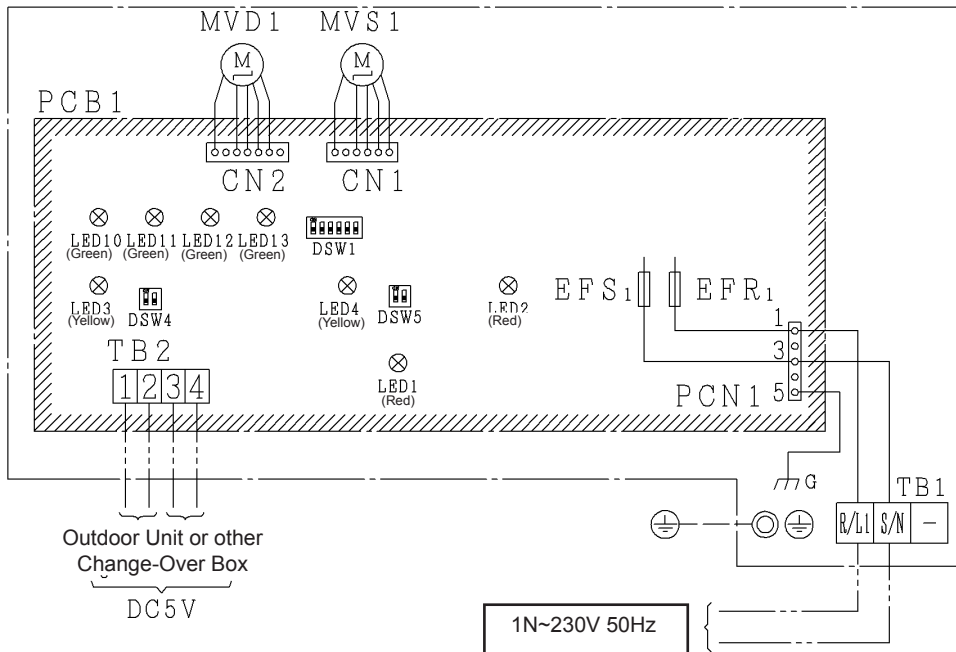 MVD1 MVS1
M M
PCB1
CN2 CN1
LED10 LED11 LED12 LED13 DSW1
(Green) (Green) (Green) (Green)
EFS1 EFR1
LED3 DSW4 LED4 DSW5 LED2
(Yellow) (Yellow) (Red)
1
TB2 3
1 2 3 4 LED1
(Red)
PCN1 5
G TB1
R/L1 S/N -
Outdoor Unit or other
Change-Over Box
DC5V
1N~230V 50Hz